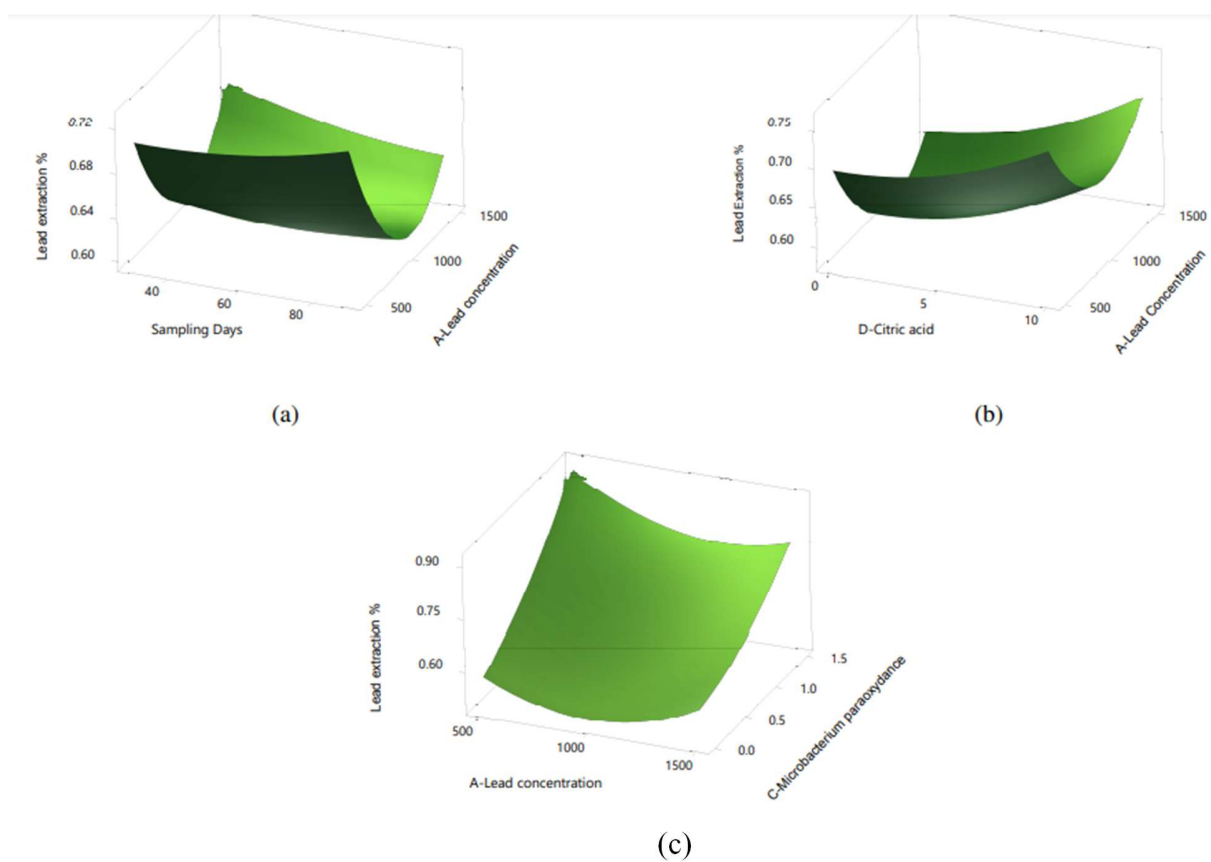 0.72
0.68
0.64
0.60
Lead extraction %
40
60
80
Sampling Days
500
1000
1500
A-Lead concentration
(a)
0.75
0.70
0.65
0.60
Lead Extraction %
0
5
10
D-Citric acid
500
1000
1500
A-Lead Concentration
(b)
0.90
0.75
0.60
Lead extraction %
500
1000
1500
A-Lead concentration
0.0
0.5
1.0
1.5
C-Microbacterium paraoxydance
(c)